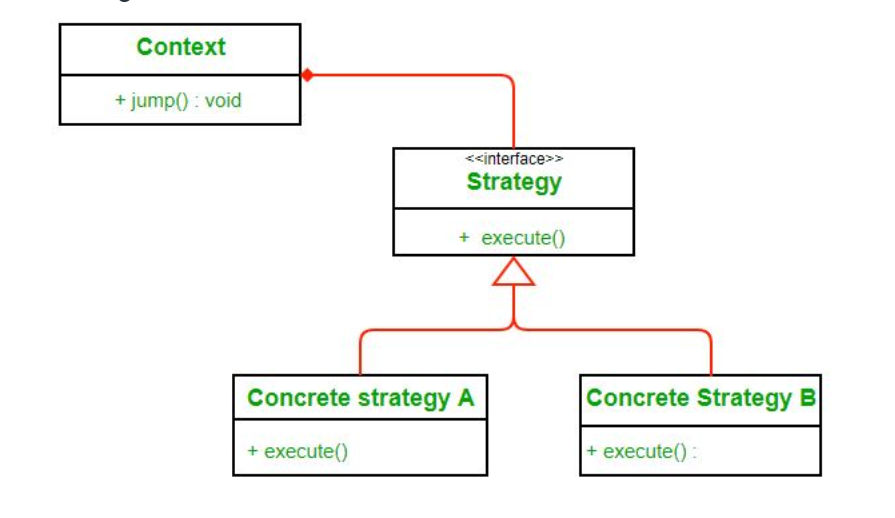 Context
+ jump() : void
<<interface>>
Strategy
+ execute()
Concrete strategy A
+ execute()
Concrete Strategy B
+ execute() :